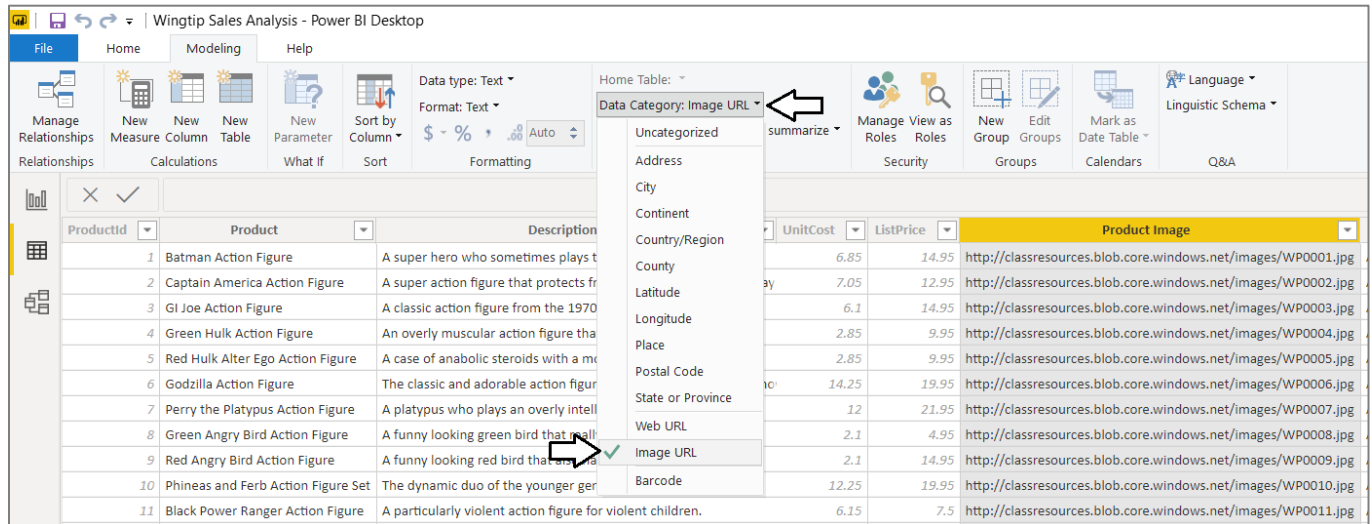 Wingtip Sales Analysis - Power BI Desktop
File Home Modeling Help
Manage Relationships
New Measure
New Column
New Table
New Parameter
Sort by Column
Data type: Text
Format: Text
$ - % , .00 Auto
Home Table:
Data Category: Image URL
summarize
Manage Roles
View as Roles
New Group
Edit Groups
Mark as Date Table
Language
Linguistic Schema
Relationships Calculations What If Sort Formatting Security Groups Calendars Q&A
Uncategorized
Address
City
Continent
Country/Region
County
Latitude
Longitude
Place
Postal Code
State or Province
Web URL
Image URL
Barcode
ProductId Product Description UnitCost ListPrice Product Image
1 Batman Action Figure A super hero who sometimes plays t 6.85 14.95 http://classresources.blob.core.windows.net/images/WP0001.jpg
2 Captain America Action Figure A super action figure that protects fr ay 7.05 12.95 http://classresources.blob.core.windows.net/images/WP0002.jpg
3 GI Joe Action Figure A classic action figure from the 1970 6.1 14.95 http://classresources.blob.core.windows.net/images/WP0003.jpg
4 Green Hulk Action Figure An overly muscular action figure tha 2.85 9.95 http://classresources.blob.core.windows.net/images/WP0004.jpg
5 Red Hulk Alter Ego Action Figure A case of anabolic steroids with a mo 2.85 9.95 http://classresources.blob.core.windows.net/images/WP0005.jpg
6 Godzilla Action Figure The classic and adorable action figur 14.25 19.95 http://classresources.blob.core.windows.net/images/WP0006.jpg
7 Perry the Platypus Action Figure A platypus who plays an overly intell 12 21.95 http://classresources.blob.core.windows.net/images/WP0007.jpg
8 Green Angry Bird Action Figure A funny looking green bird that reall 2.1 4.95 http://classresources.blob.core.windows.net/images/WP0008.jpg
9 Red Angry Bird Action Figure A funny looking red bird that 2.1 14.95 http://classresources.blob.core.windows.net/images/WP0009.jpg
10 Phineas and Ferb Action Figure Set The dynamic duo of the younger ger 12.25 19.95 http://classresources.blob.core.windows.net/images/WP0010.jpg
11 Black Power Ranger Action Figure A particularly violent action figure for violent children. 6.15 7.5 http://classresources.blob.core.windows.net/images/WP0011.jpg